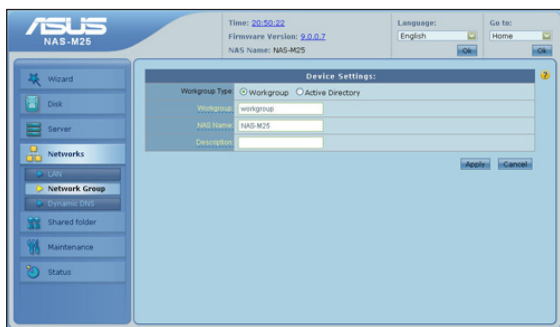 ASUS
NAS-M25
Time: 20:50:22
Firmware Version: 9.0.0.7
NAS Name: NAS-M25
Language:
English
Ok
Go to:
Home
Ok
Wizard
Disk
Server
Networks
LAN
Network Group
Dynamic DNS
Shared folder
Maintenance
Status
Device Settings:
?
Workgroup Type: Workgroup Active Directory
Workgroup: workgroup
NAS Name: NAS-M25
Description:
Apply Cancel